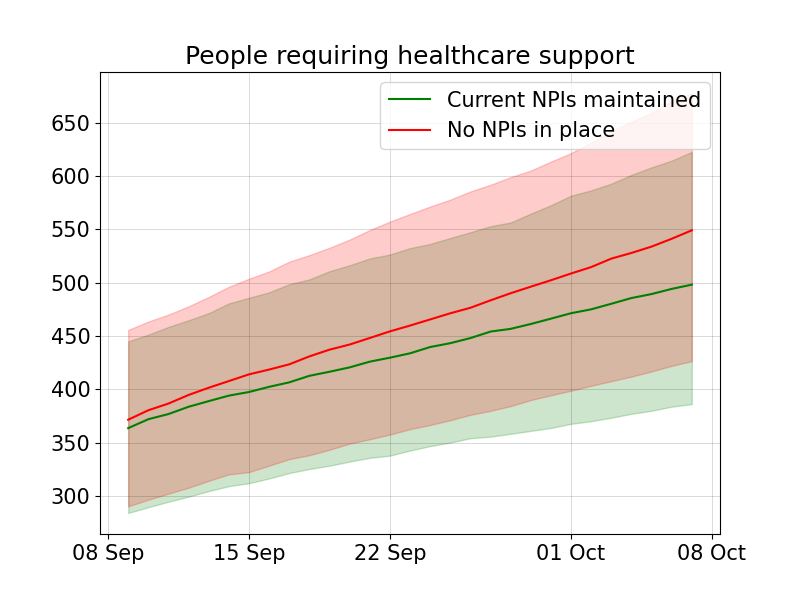 People requiring healthcare support
Current NPIs maintained
No NPIs in place
650
600
550
500
450
400
350
300
08 Sep 15 Sep 22 Sep 01 Oct 08 Oct